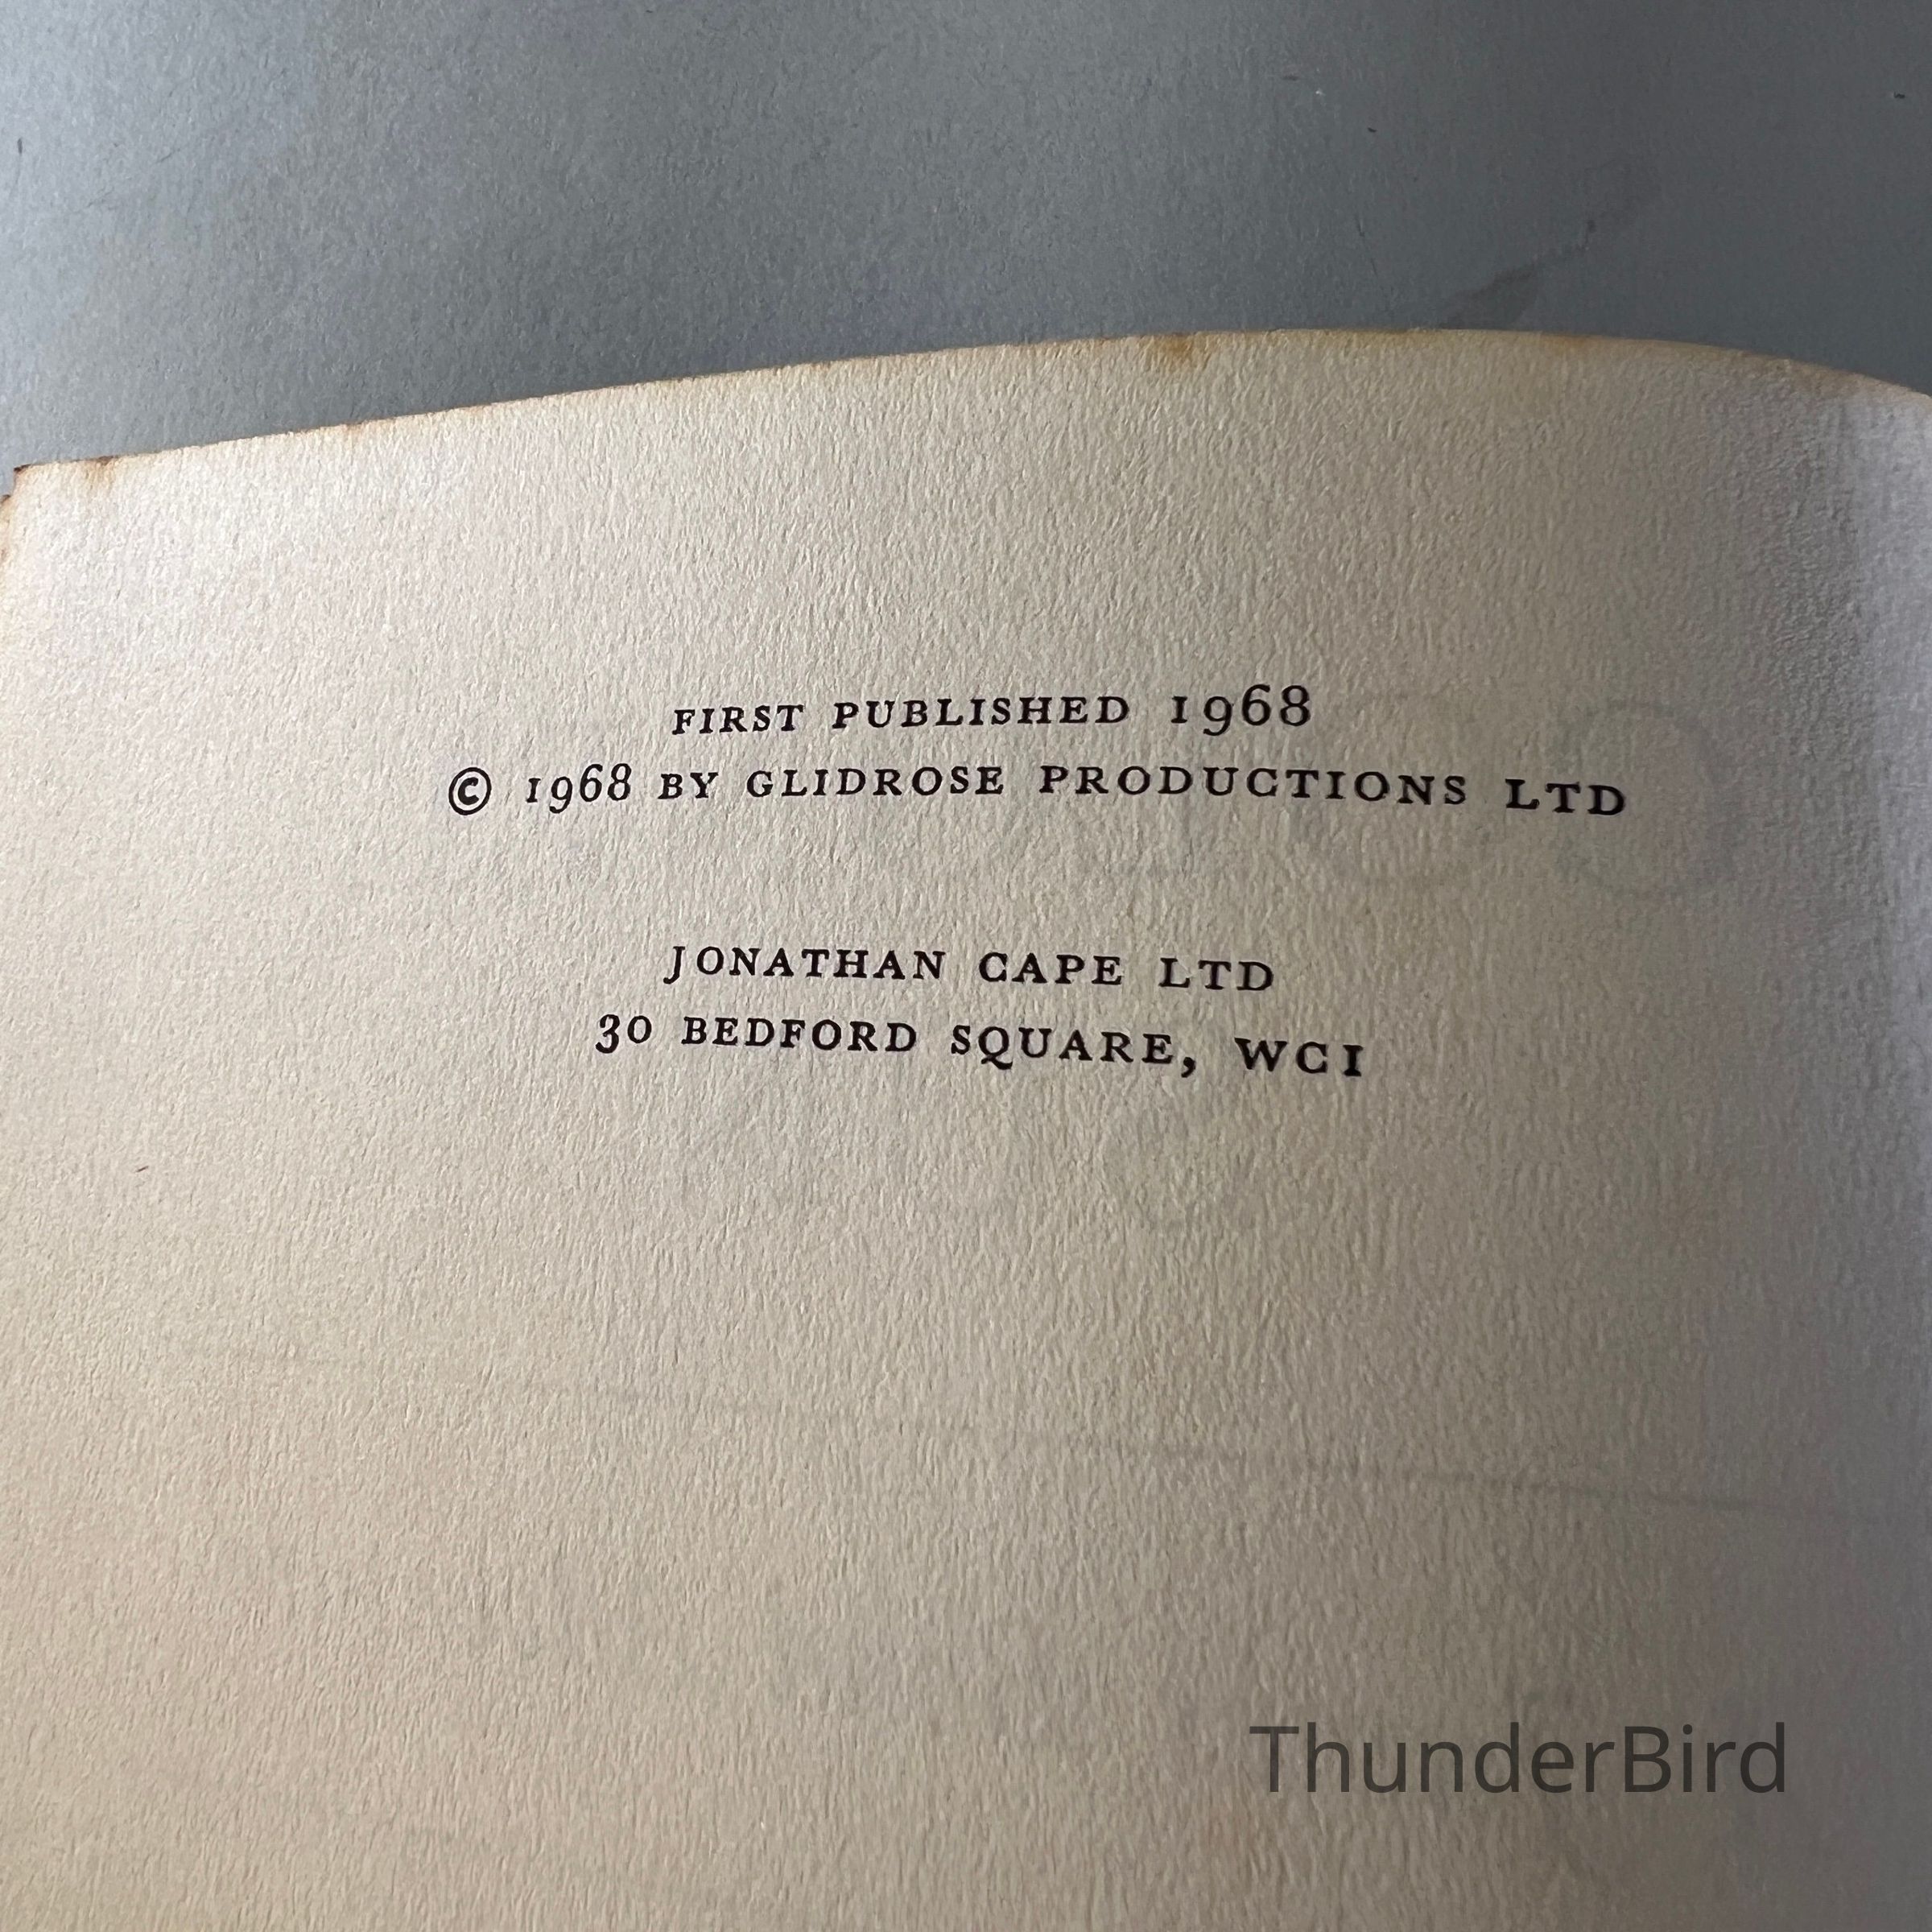 FIRST PUBLISHED 1968
© 1968 BY GLIDROSE PRODUCTIONS LTD
JONATHAN CAPE LTD
30 BEDFORD SQUARE, WC1
ThunderBird